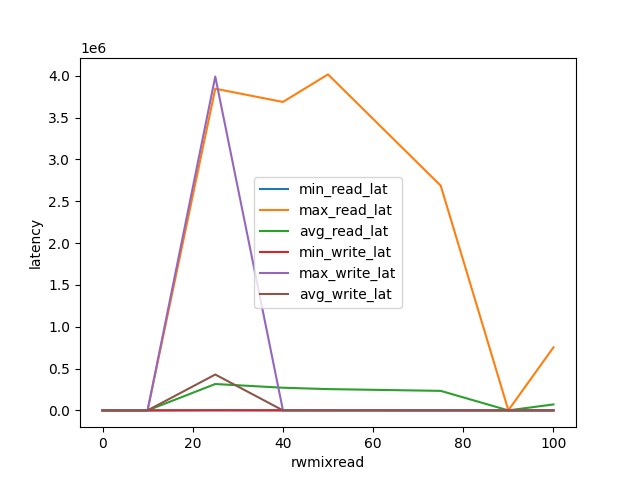 1e6
4.0
3.5
3.0
2.5
2.0
1.5
1.0
0.5
0.0
latency
min_read_lat
max_read_lat
avg_read_lat
min_write_lat
max_write_lat
avg_write_lat
0 20 40 60 80 100
rwmixread